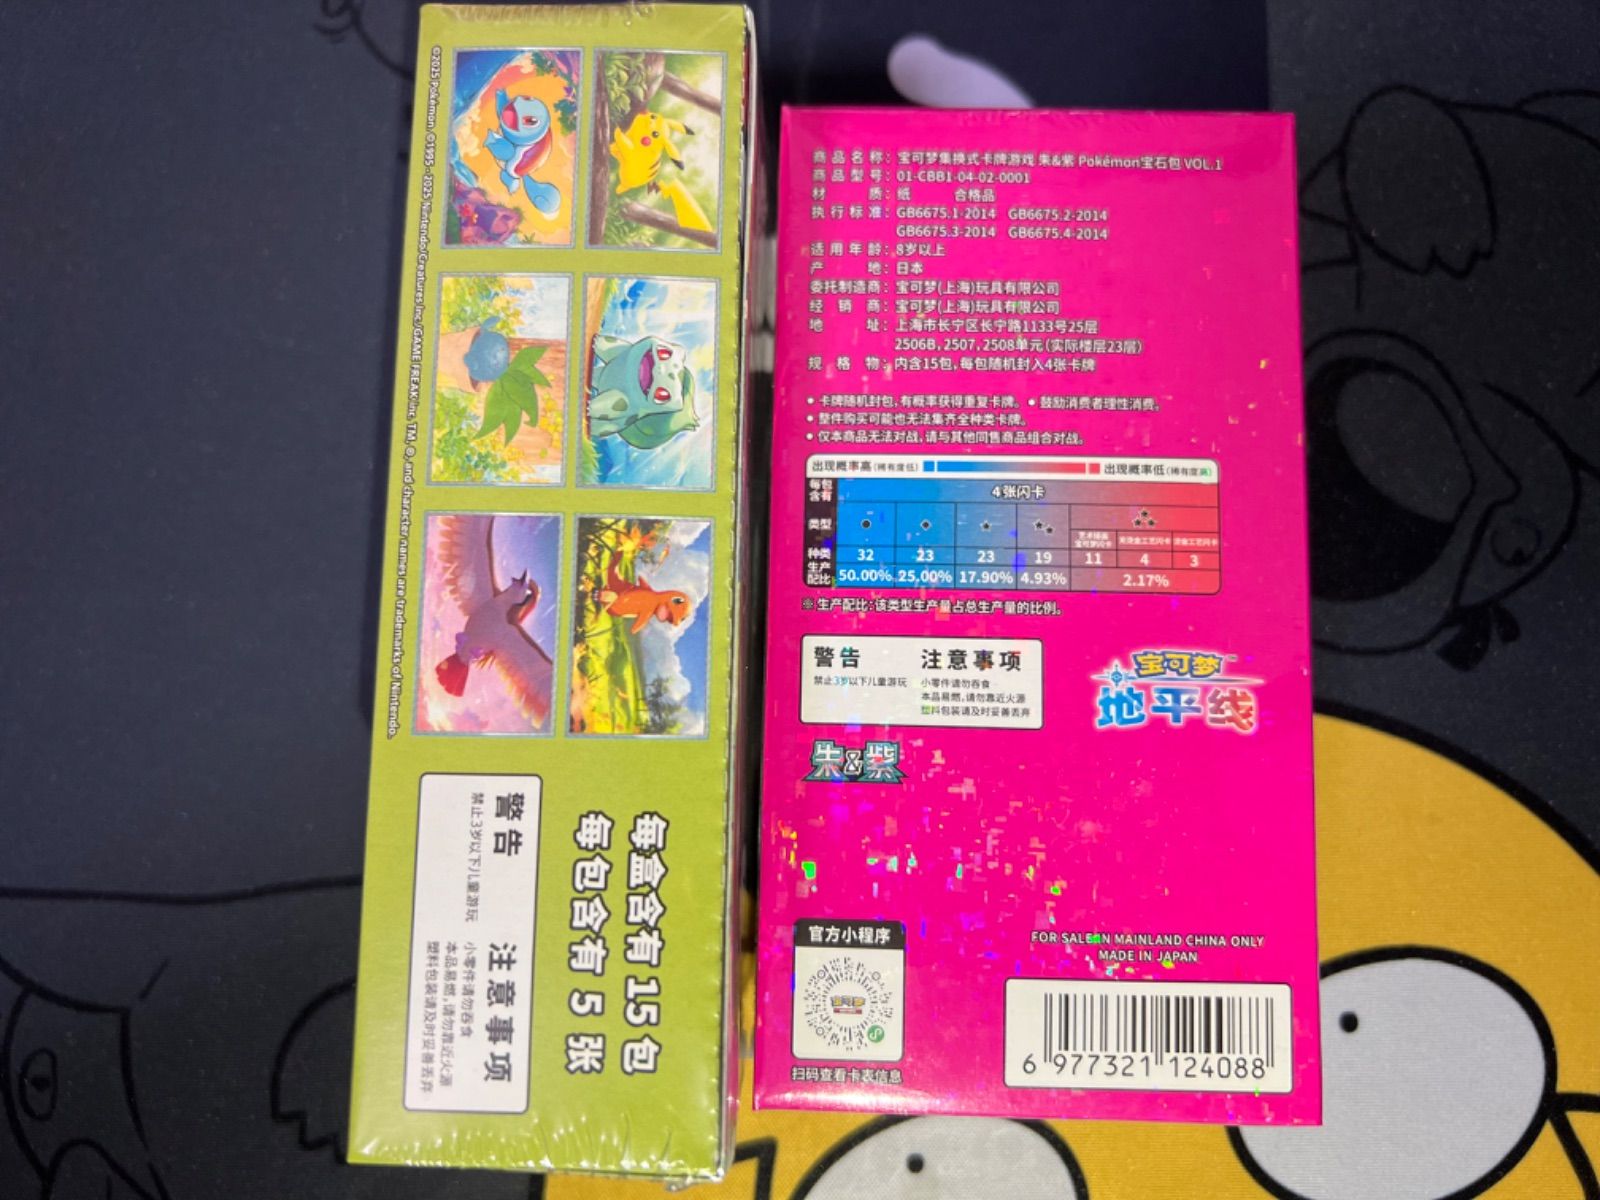 ©2025 Pokémon. ©1995 - 2025 Nintendo/Creatures Inc./GAME FREAK inc. TM, ®, and character names are trademarks of Nintendo.
警告
禁止3岁以下儿童游玩
注意事项
小零件请勿吞食
本品易燃,请勿靠近火源
塑料包装请及时妥善丢弃
每盒含有 15 包
每包含有 5 张
商品名称: 宝可梦集换式卡牌游戏 朱&紫 Pokémon宝石包 VOL.1
商品型号: 01-CBB1-04-02-0001
材质: 纸 合格品
执行标准: GB6675.1-2014 GB6675.2-2014
GB6675.3-2014 GB6675.4-2014
适用年龄: 8岁以上
产地: 日本
委托制造商: 宝可梦(上海)玩具有限公司
经销商: 宝可梦(上海)玩具有限公司
地址: 上海市长宁区长宁路1133号25层
2506B, 2507, 2508单元(实际楼层23层)
规格物: 内含15包, 每包随机封入4张卡牌
• 卡牌随机封包, 有概率获得重复卡牌。 • 鼓励消费者理性消费。
• 整件购买可能也无法集齐全种类卡牌。
• 仅本商品无法对战, 请与其他同售商品组合对战。
出现概率高(稀有度低) 出现概率低(稀有度高)
每包含有 4张闪卡
类型 ● ◆ ★ ★★ ★★★
种类 32 23 23 19 11 4 3
生产配比 50.00% 25.00% 17.90% 4.93% 2.17%
※ 生产配比: 该类型生产量占总生产量的比例。
警告 注意事项
禁止3岁以下儿童游玩 小零件请勿吞食
本品易燃, 请勿靠近火源
塑料包装请及时妥善丢弃
宝可梦
地平线
朱&紫
官方小程序
宝可梦
扫码查看卡表信息
FOR SALE IN MAINLAND CHINA ONLY
MADE IN JAPAN
6 977321 124088